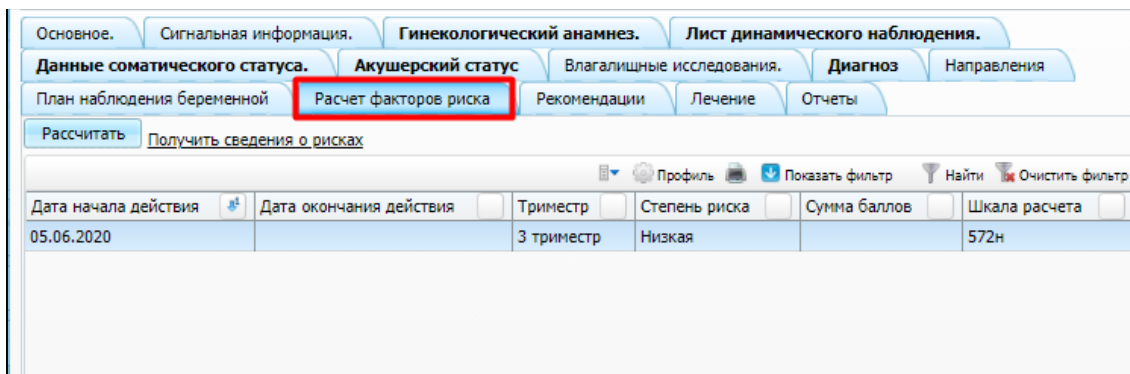 Основное. Сигнальная информация. Гинекологический анамнез. Лист динамического наблюдения.
Данные соматического статуса. Акушерский статус Влагалищные исследования. Диагноз Направления
План наблюдения беременной Расчет факторов риска Рекомендации Лечение Отчеты
Рассчитать Получить сведения о рисках
Профиль Показать фильтр Найти Очистить фильтр
Дата начала действия Дата окончания действия Триместр Степень риска Сумма баллов Шкала расчета
05.06.2020 3 триместр Низкая 572н